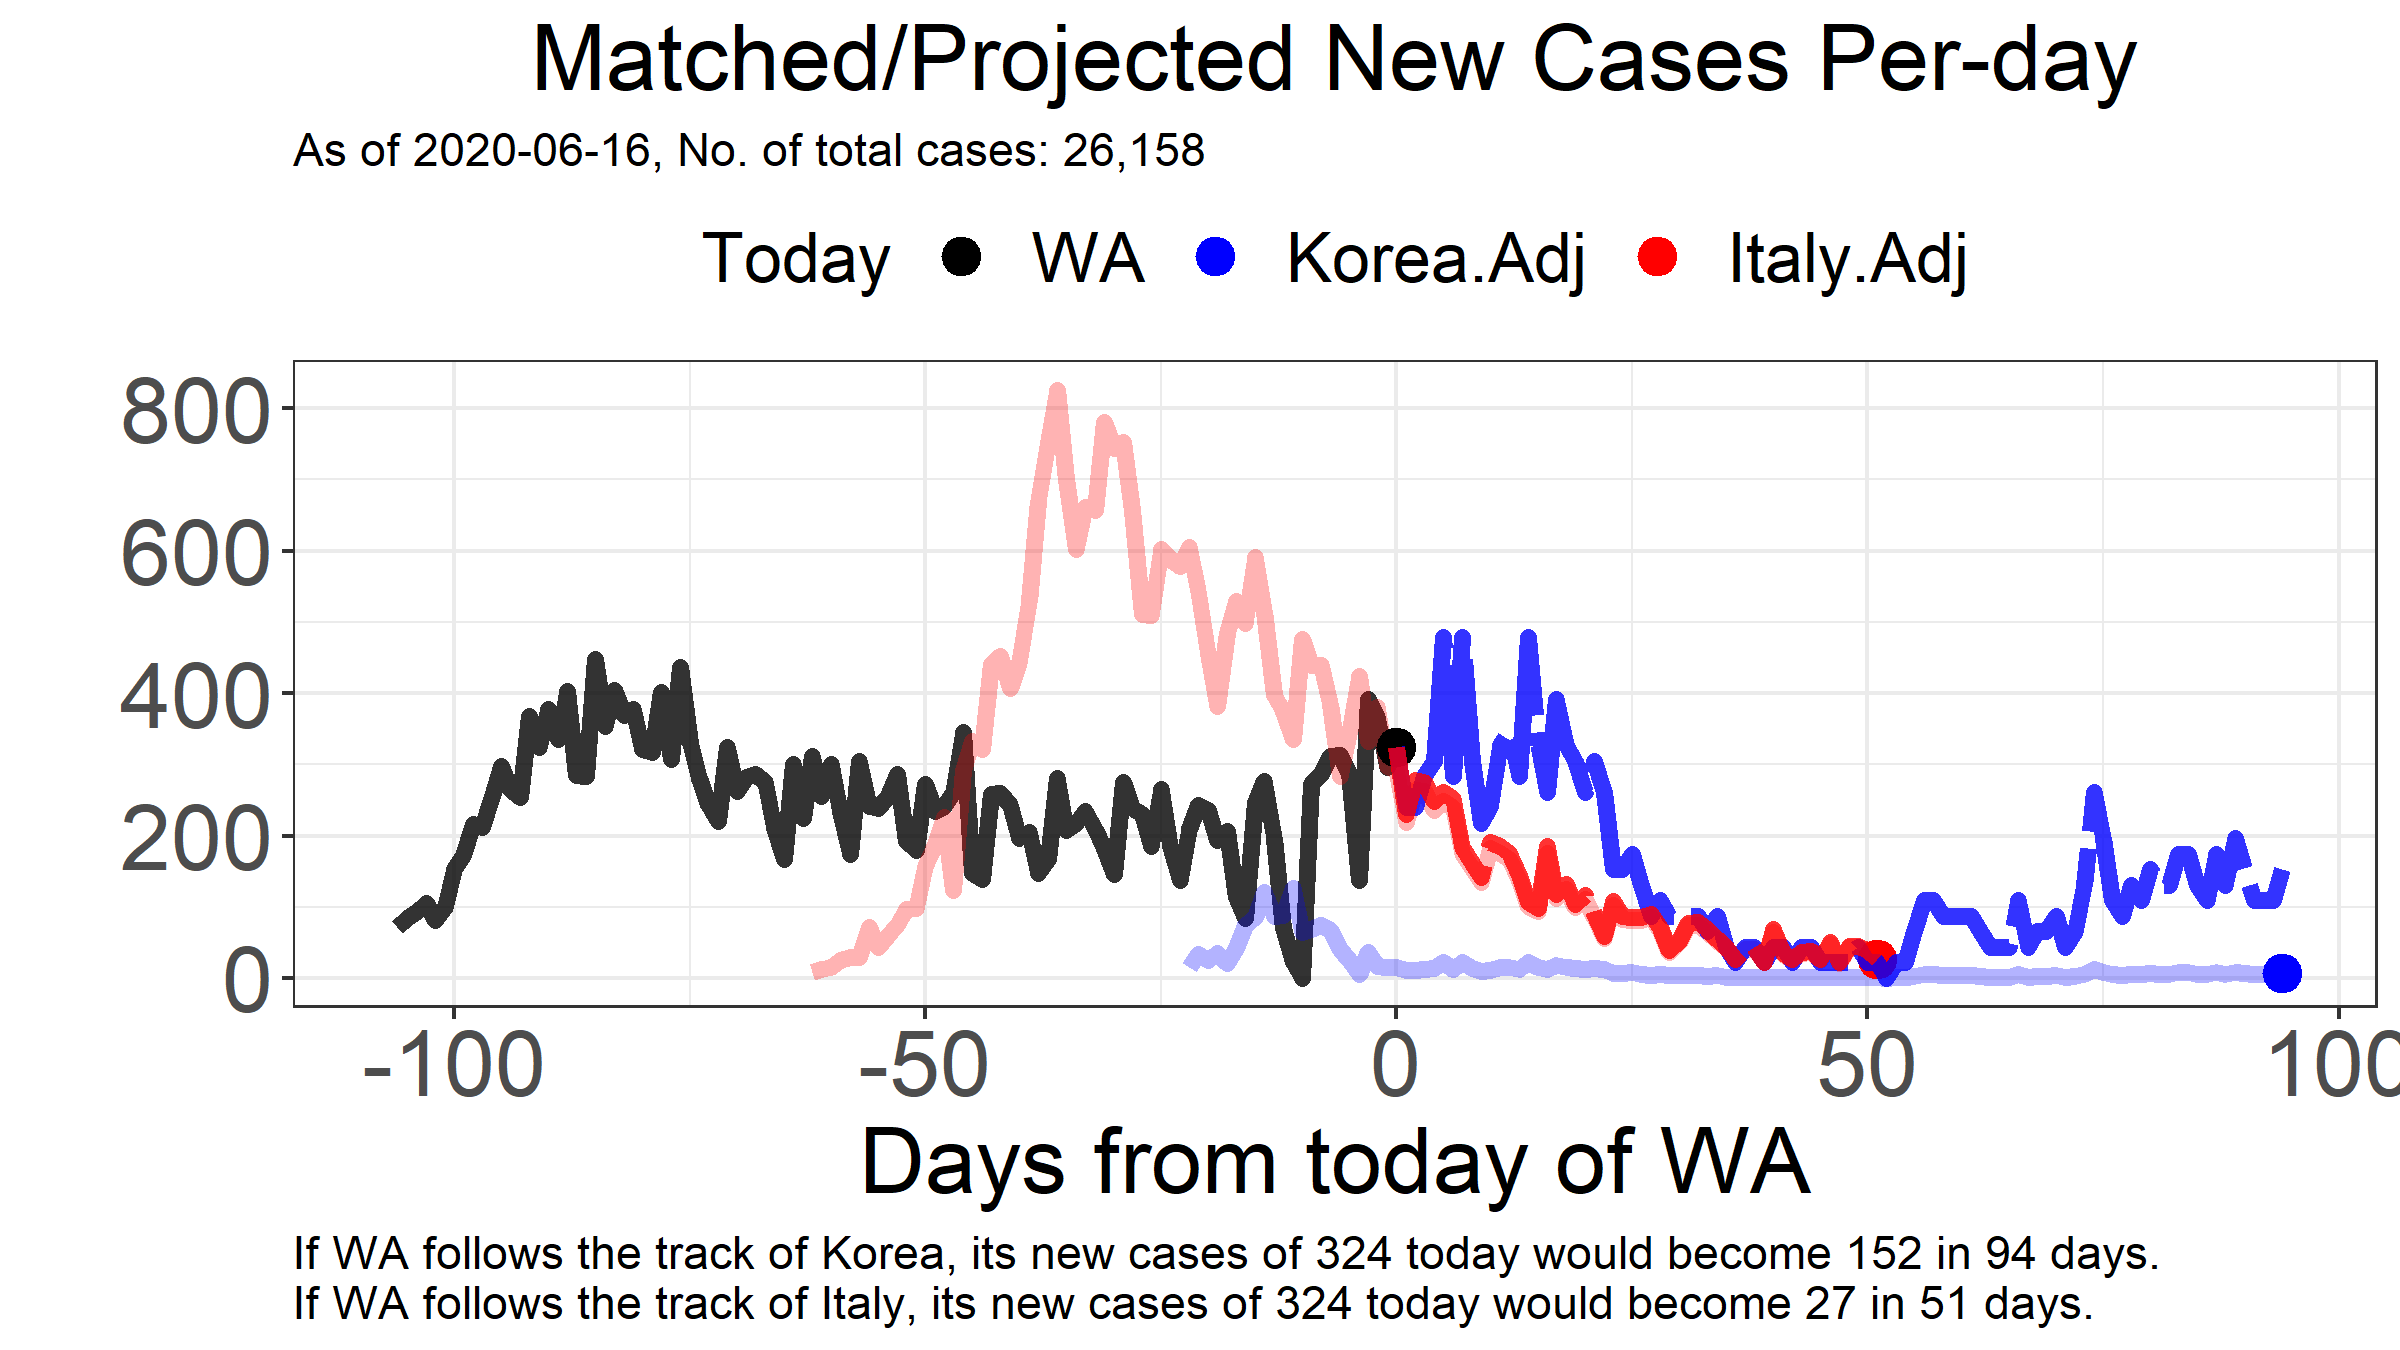 Matched/Projected New Cases Per-day
As of 2020-06-16, No. of total cases: 26,158
Today WA Korea.Adj Italy.Adj
800
600
400
200
0
-100 -50 0 50 100
Days from today of WA
If WA follows the track of Korea, its new cases of 324 today would become 152 in 94 days.
If WA follows the track of Italy, its new cases of 324 today would become 27 in 51 days.